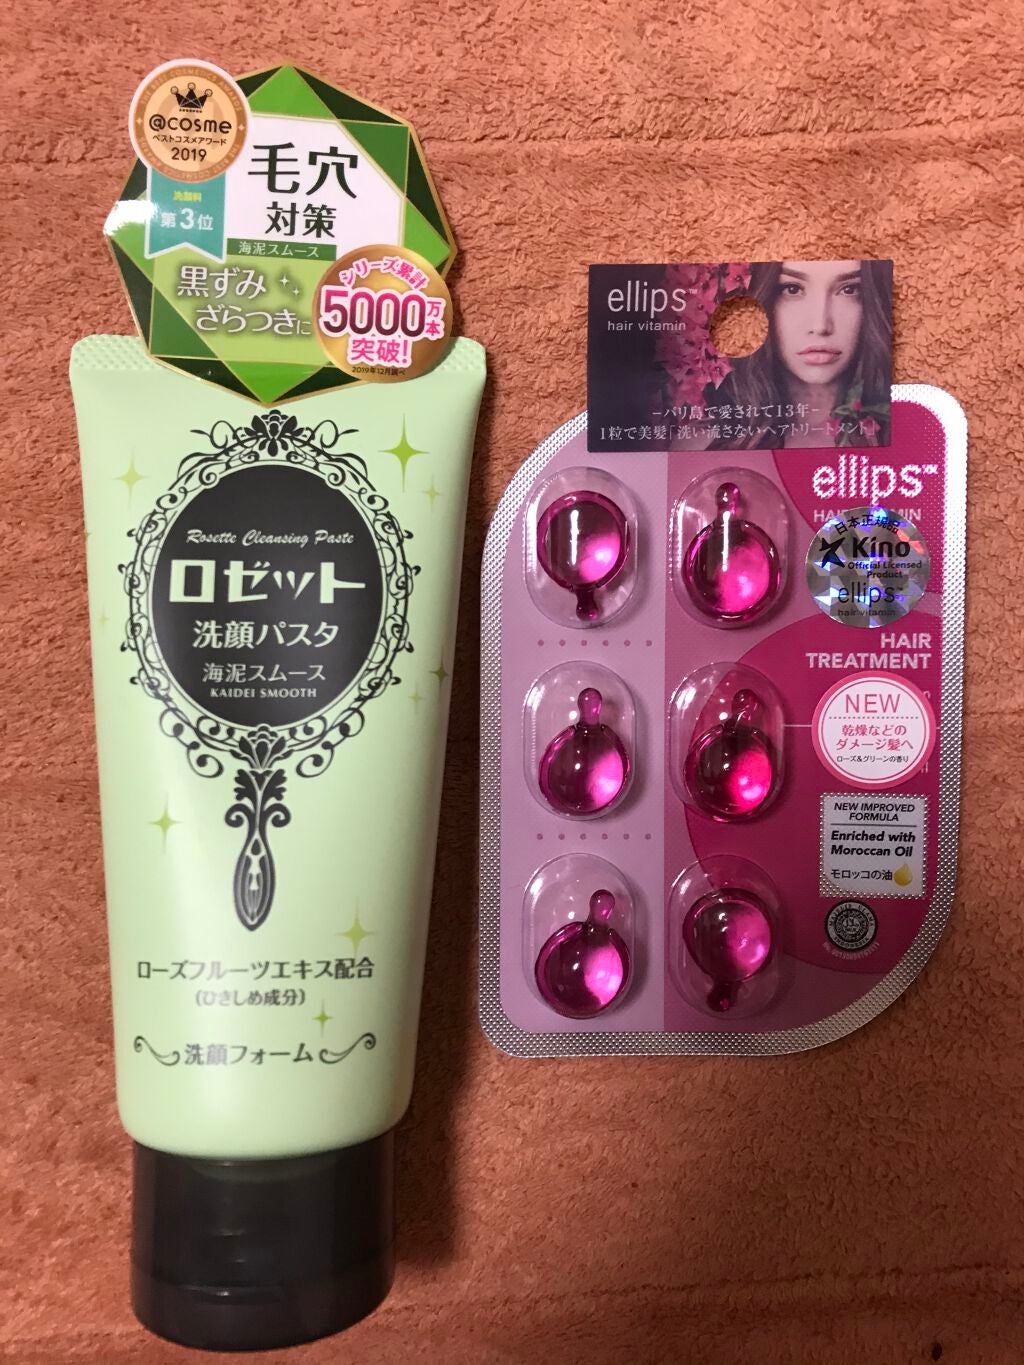 @cosme
ベストコスメアワード
2019
洗顔料
第3位
毛穴
対策
海泥スムース
黒ずみ
ざらつきに
シリーズ累計
5000万本
突破!
2019年12月調べ
Rosette Cleansing Paste
ロゼット
洗顔パスタ
海泥スムース
KAIDEI SMOOTH
ローズフルーツエキス配合
(ひきしめ成分)
洗顔フォーム
ellips™
hair vitamin
-バリ島で愛されて13年-
1粒で美髪「洗い流さないヘアトリートメント」
ellips™
HAIR VITAMIN
日本正規品
Kino
Official Licensed
Product
ellips™
hair vitamin
HAIR
TREATMENT
NEW
乾燥などの
ダメージ髪へ
ローズ&グリーンの香り
NEW IMPROVED
FORMULA
Enriched with
Moroccan Oil
モロッコの油